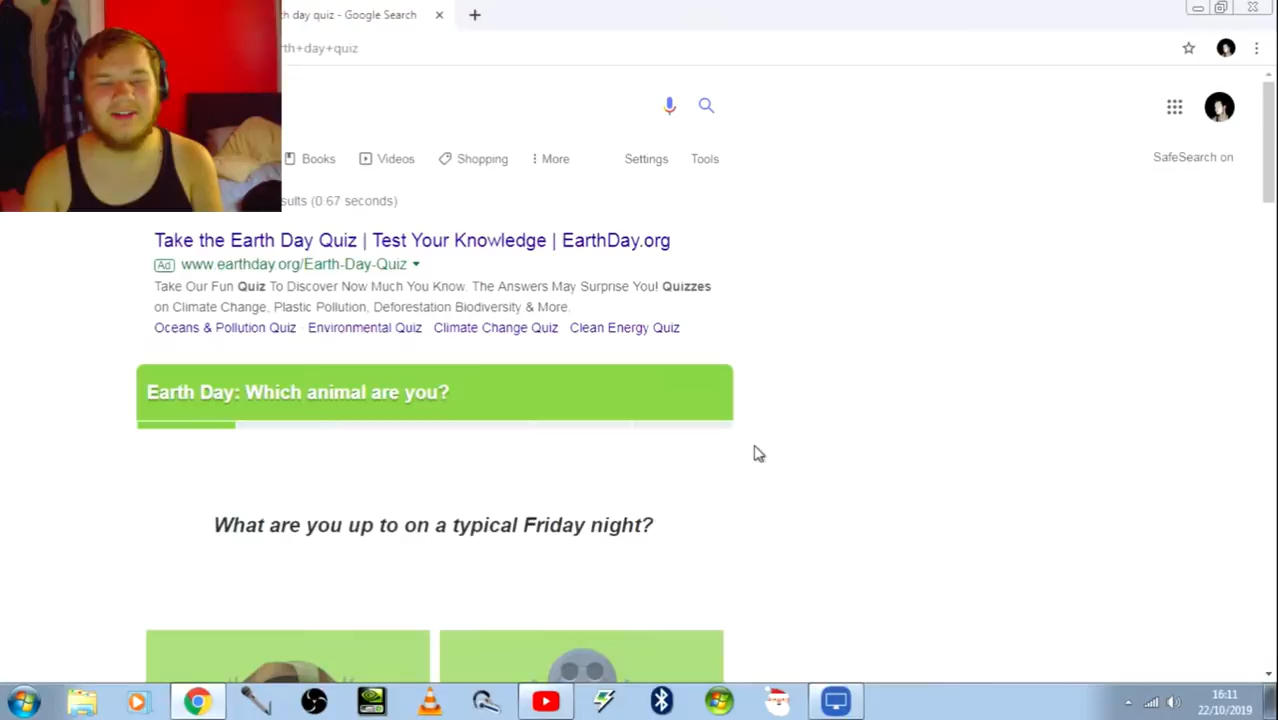 th day quiz - Google Search
rth+day+quiz
Books Videos Shopping More Settings Tools
SafeSearch on
sults (0.67 seconds)
Take the Earth Day Quiz | Test Your Knowledge | EarthDay.org
Ad www.earthday.org/Earth-Day-Quiz
Take Our Fun Quiz To Discover Now Much You Know. The Answers May Surprise You! Quizzes
on Climate Change, Plastic Pollution, Deforestation Biodiversity & More.
Oceans & Pollution Quiz · Environmental Quiz Climate Change Quiz Clean Energy Quiz
Earth Day: Which animal are you?
What are you up to on a typical Friday night?
16:11
22/10/2019